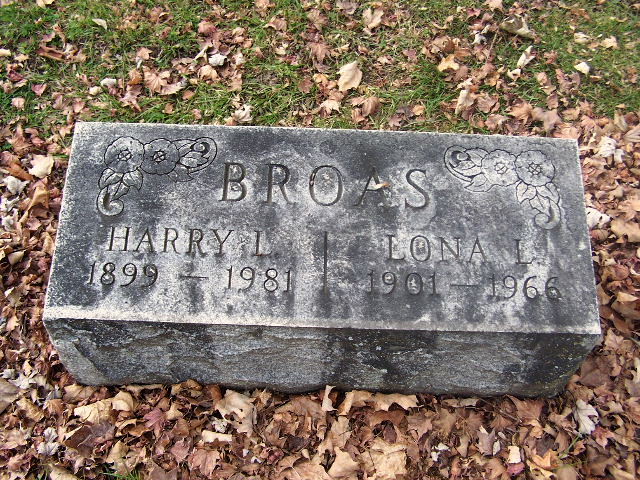 BROAS
HARRY L. LONA L.
1899 — 1981 1901 — 1966